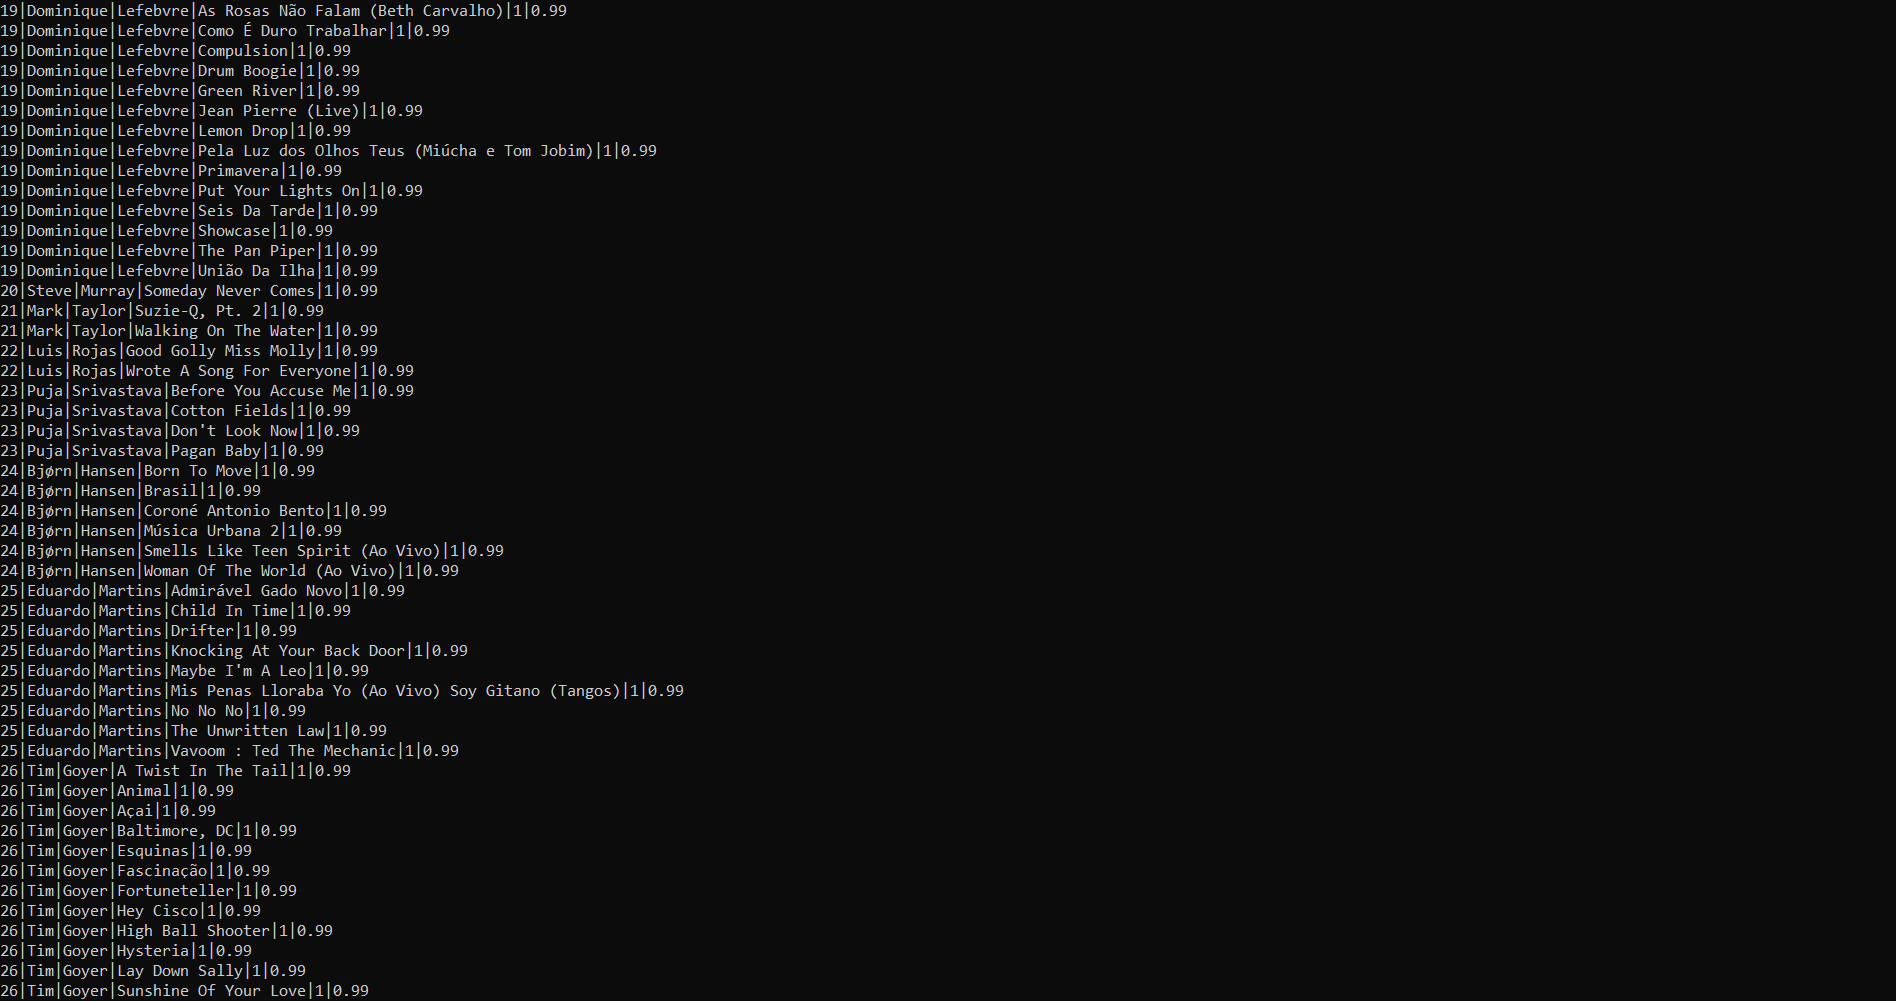 19|Dominique|Lefebvre|As Rosas Não Falam (Beth Carvalho)|1|0.99
19|Dominique|Lefebvre|Como É Duro Trabalhar|1|0.99
19|Dominique|Lefebvre|Compulsion|1|0.99
19|Dominique|Lefebvre|Drum Boogie|1|0.99
19|Dominique|Lefebvre|Green River|1|0.99
19|Dominique|Lefebvre|Jean Pierre (Live)|1|0.99
19|Dominique|Lefebvre|Lemon Drop|1|0.99
19|Dominique|Lefebvre|Pela Luz dos Olhos Teus (Miúcha e Tom Jobim)|1|0.99
19|Dominique|Lefebvre|Primavera|1|0.99
19|Dominique|Lefebvre|Put Your Lights On|1|0.99
19|Dominique|Lefebvre|Seis Da Tarde|1|0.99
19|Dominique|Lefebvre|Showcase|1|0.99
19|Dominique|Lefebvre|The Pan Piper|1|0.99
19|Dominique|Lefebvre|União Da Ilha|1|0.99
20|Steve|Murray|Someday Never Comes|1|0.99
21|Mark|Taylor|Suzie-Q, Pt. 2|1|0.99
21|Mark|Taylor|Walking On The Water|1|0.99
22|Luis|Rojas|Good Golly Miss Molly|1|0.99
22|Luis|Rojas|Wrote A Song For Everyone|1|0.99
23|Puja|Srivastava|Before You Accuse Me|1|0.99
23|Puja|Srivastava|Cotton Fields|1|0.99
23|Puja|Srivastava|Don't Look Now|1|0.99
23|Puja|Srivastava|Pagan Baby|1|0.99
24|Bjørn|Hansen|Born To Move|1|0.99
24|Bjørn|Hansen|Brasil|1|0.99
24|Bjørn|Hansen|Coroné Antonio Bento|1|0.99
24|Bjørn|Hansen|Música Urbana 2|1|0.99
24|Bjørn|Hansen|Smells Like Teen Spirit (Ao Vivo)|1|0.99
24|Bjørn|Hansen|Woman Of The World (Ao Vivo)|1|0.99
25|Eduardo|Martins|Admirável Gado Novo|1|0.99
25|Eduardo|Martins|Child In Time|1|0.99
25|Eduardo|Martins|Drifter|1|0.99
25|Eduardo|Martins|Knocking At Your Back Door|1|0.99
25|Eduardo|Martins|Maybe I'm A Leo|1|0.99
25|Eduardo|Martins|Mis Penas Lloraba Yo (Ao Vivo) Soy Gitano (Tangos)|1|0.99
25|Eduardo|Martins|No No No|1|0.99
25|Eduardo|Martins|The Unwritten Law|1|0.99
25|Eduardo|Martins|Vavoom : Ted The Mechanic|1|0.99
26|Tim|Goyer|A Twist In The Tail|1|0.99
26|Tim|Goyer|Animal|1|0.99
26|Tim|Goyer|Açai|1|0.99
26|Tim|Goyer|Baltimore, DC|1|0.99
26|Tim|Goyer|Esquinas|1|0.99
26|Tim|Goyer|Fascinação|1|0.99
26|Tim|Goyer|Fortuneteller|1|0.99
26|Tim|Goyer|Hey Cisco|1|0.99
26|Tim|Goyer|High Ball Shooter|1|0.99
26|Tim|Goyer|Hysteria|1|0.99
26|Tim|Goyer|Lay Down Sally|1|0.99
26|Tim|Goyer|Sunshine Of Your Love|1|0.99